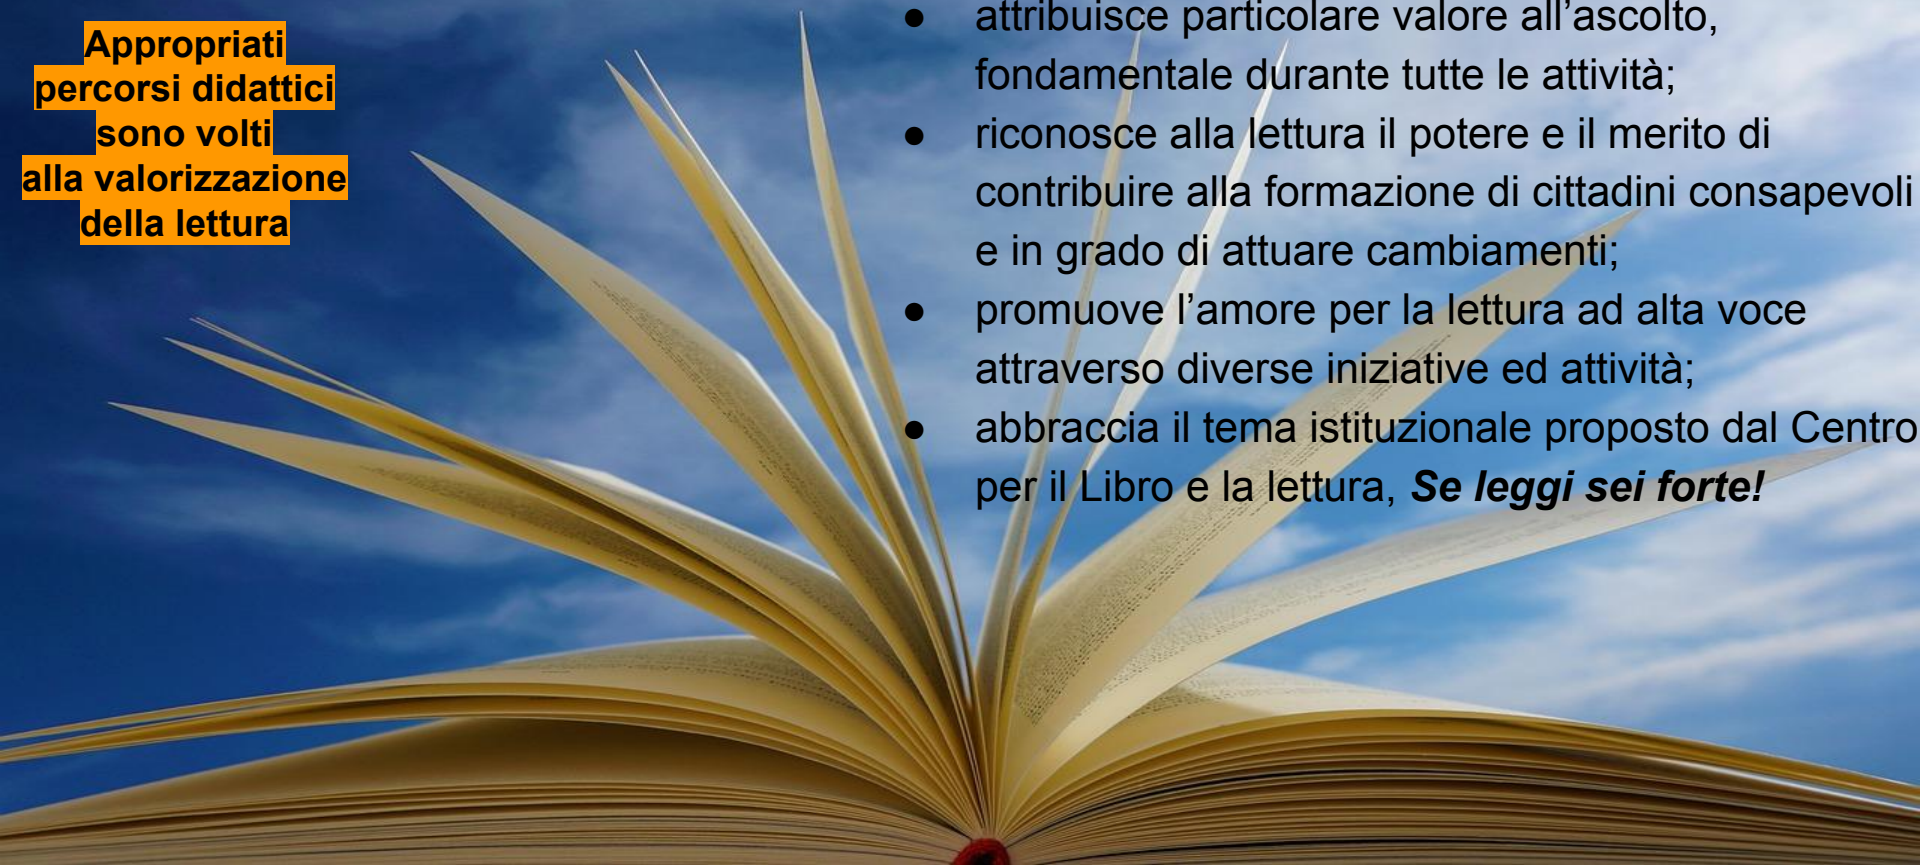 Appropriati
percorsi didattici
sono volti
alla valorizzazione
della lettura
● attribuisce particolare valore all’ascolto,
fondamentale durante tutte le attività;
● riconosce alla lettura il potere e il merito di
contribuire alla formazione di cittadini consapevoli
e in grado di attuare cambiamenti;
● promuove l’amore per la lettura ad alta voce
attraverso diverse iniziative ed attività;
● abbraccia il tema istituzionale proposto dal Centro
per il Libro e la lettura, Se leggi sei forte!